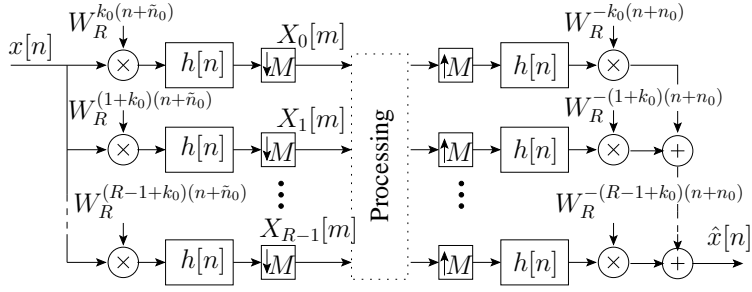 $W_R^{k_0(n+\tilde{n}_0)}$ $X_0[m]$ $W_R^{-k_0(n+n_0)}$
$x[n]$ × $h[n]$ ↓M ↑M $h[n]$ ×
$W_R^{(1+k_0)(n+\tilde{n}_0)}$ $X_1[m]$ $W_R^{-(1+k_0)(n+n_0)}$
× $h[n]$ ↓M Processing ↑M $h[n]$ × +
$W_R^{(R-1+k_0)(n+\tilde{n}_0)}$ $X_{R-1}[m]$ $W_R^{-(R-1+k_0)(n+n_0)}$
× $h[n]$ ↓M ↑M $h[n]$ × + $\hat{x}[n]$